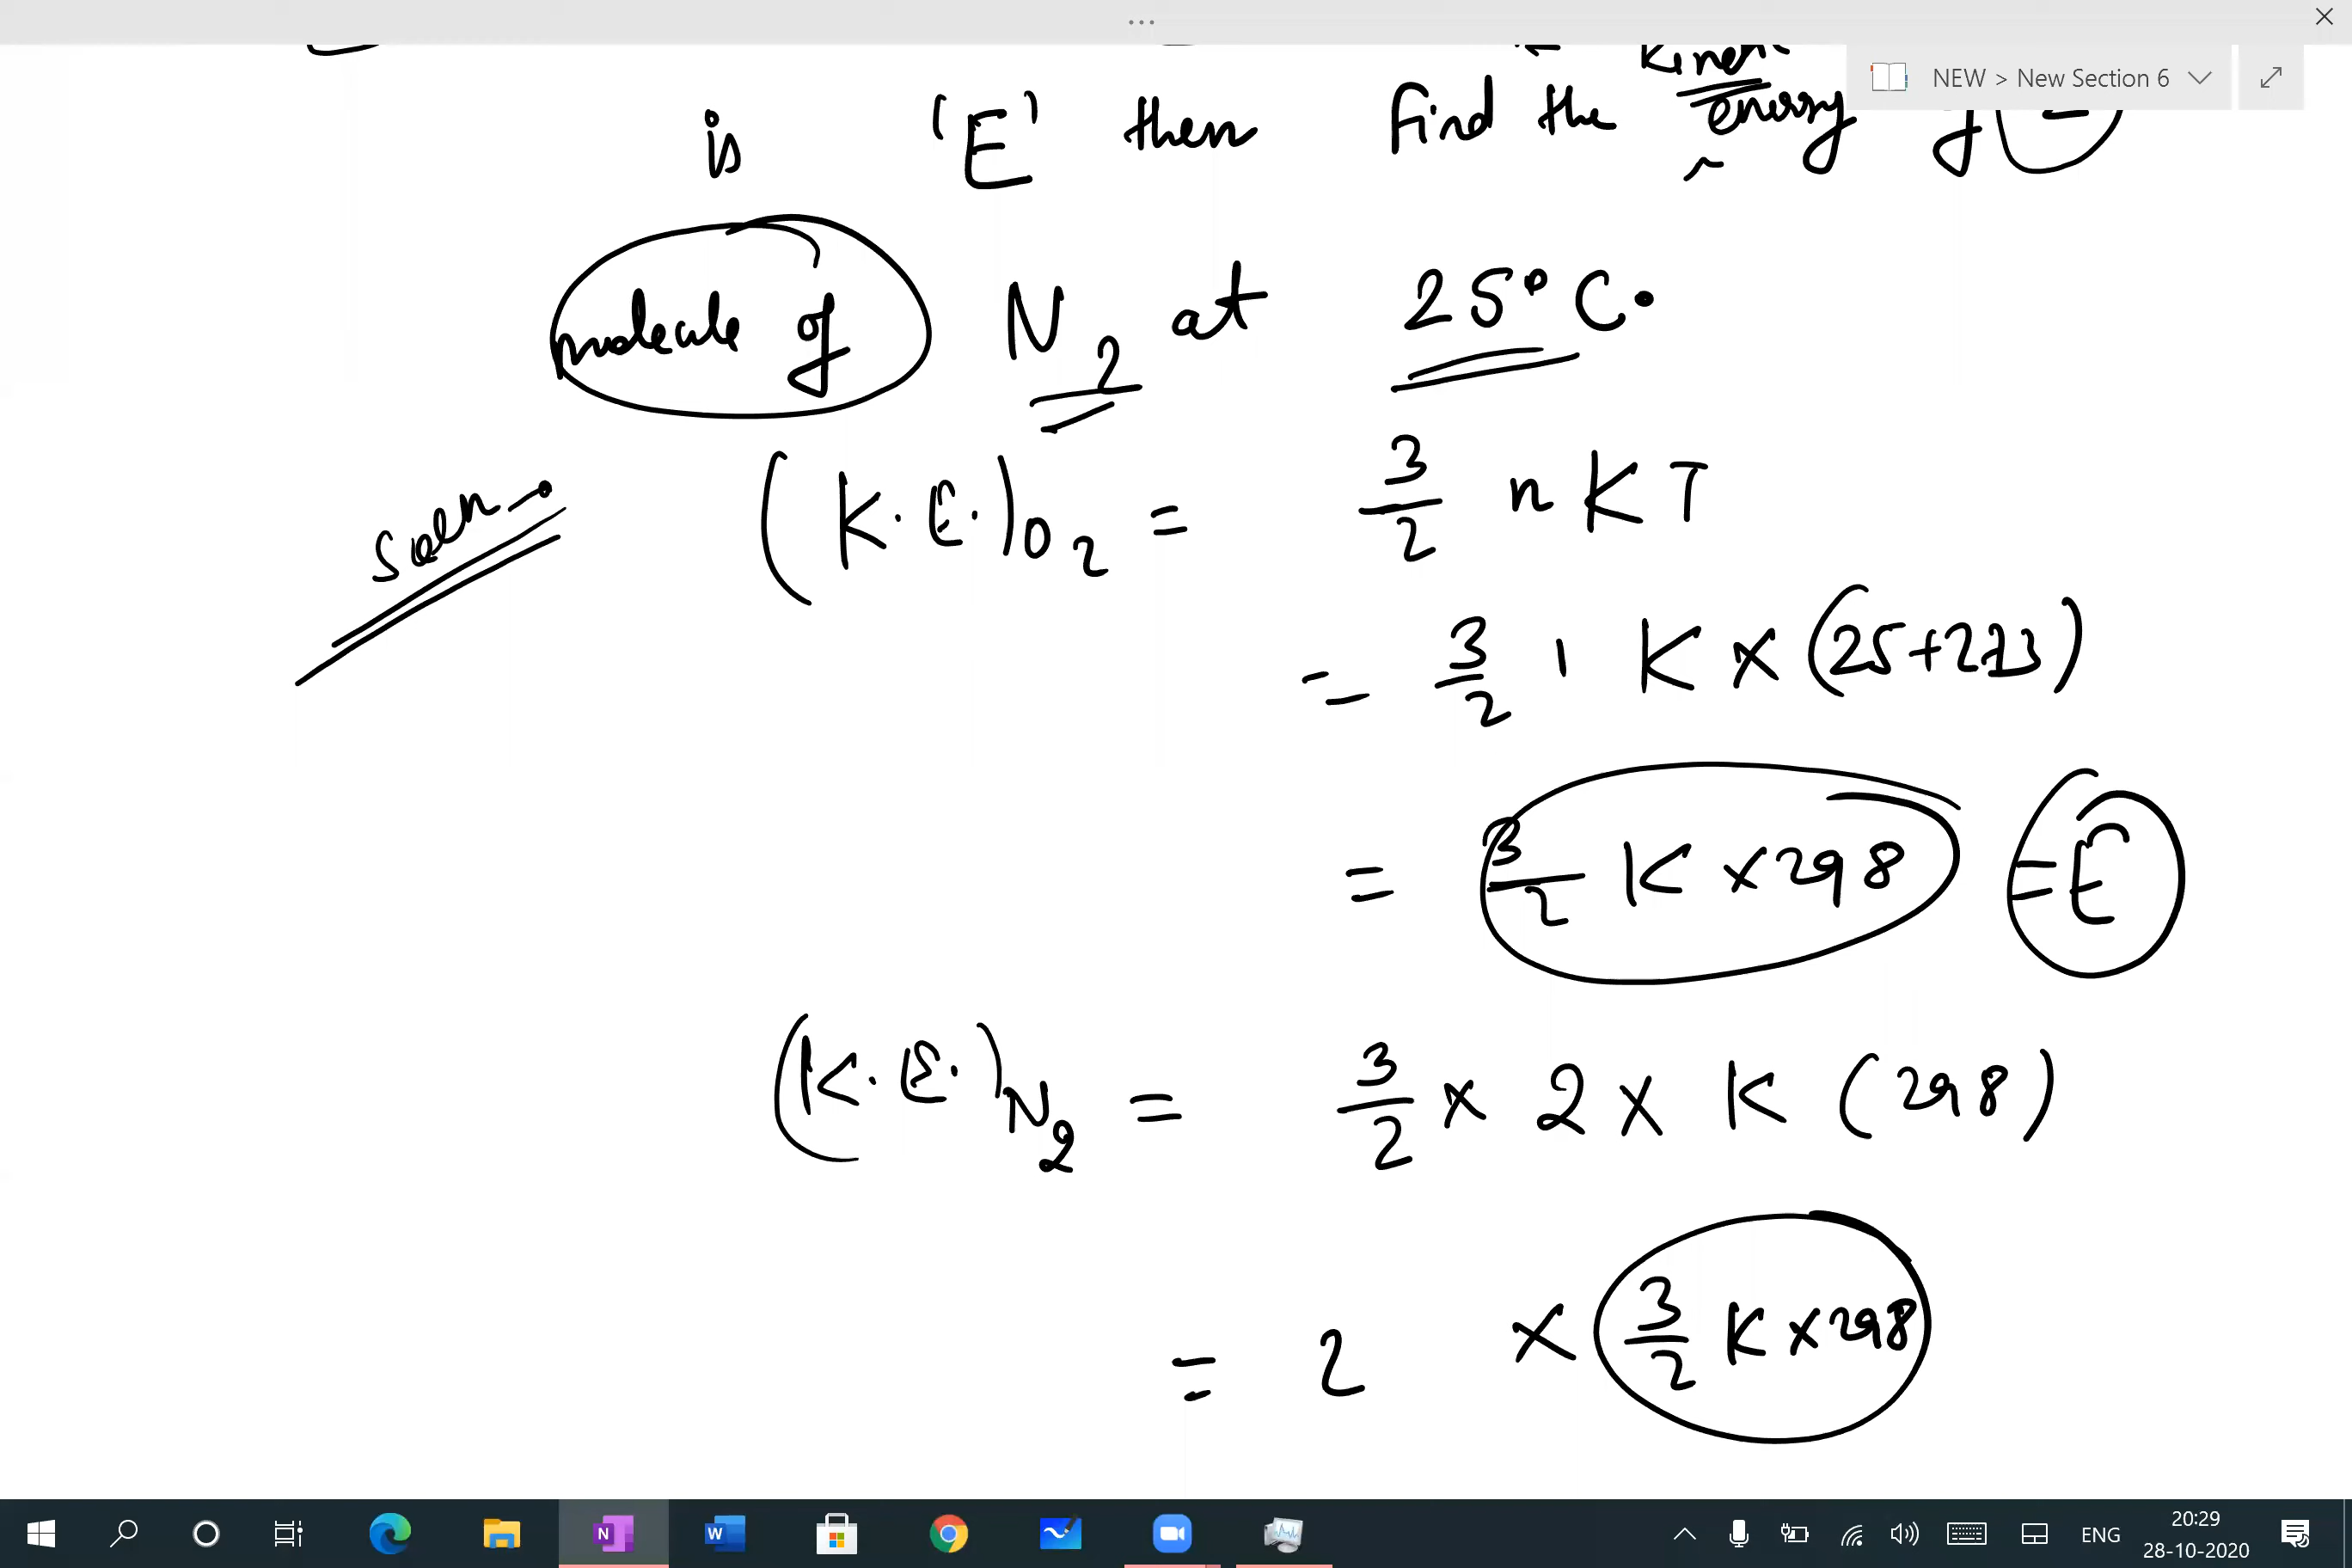 ...
NEW > New Section 6
Kinetic
is 'E' then find the energy of 2
molecule of N₂ at 25°C.
Soln.
(K.E.)O₂ = 3/2 nKT
= 3/2 1 K × (25+273)
= 3/2 K × 298 = E
(K.E.)N₂ = 3/2 × 2 × K (298)
= 2 × 3/2 K × 298
N
W
ENG
20:29
28-10-2020